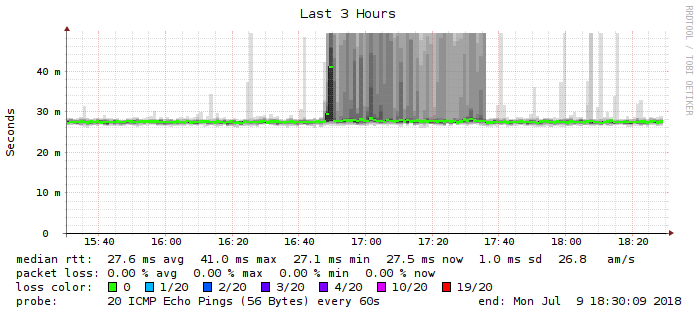 Last 3 Hours
RRDTOOL / TOBI OETIKER
Seconds
40 m
30 m
20 m
10 m
0
15:40 16:00 16:20 16:40 17:00 17:20 17:40 18:00 18:20
median rtt: 27.6 ms avg 41.0 ms max 27.1 ms min 27.5 ms now 1.0 ms sd 26.8 am/s
packet loss: 0.00 % avg 0.00 % max 0.00 % min 0.00 % now
loss color: 0 1/20 2/20 3/20 4/20 10/20 19/20
probe: 20 ICMP Echo Pings (56 Bytes) every 60s end: Mon Jul 9 18:30:09 2018